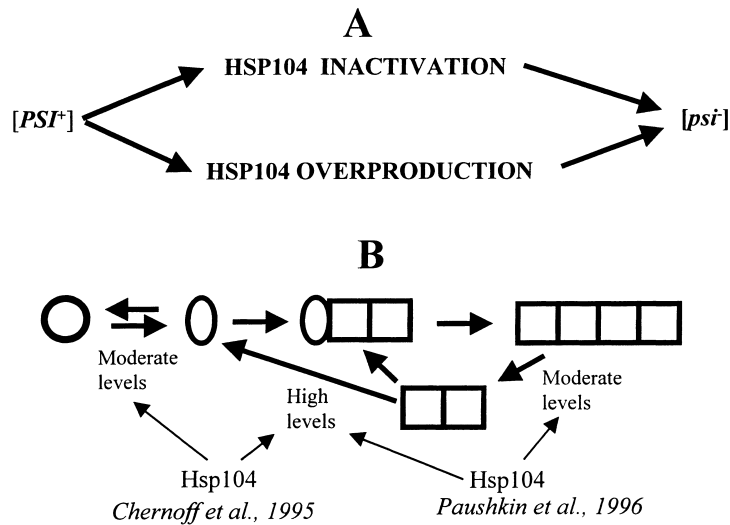 A
HSP104 INACTIVATION
[PSI+]
[psi-]
HSP104 OVERPRODUCTION
B
Moderate
levels
High
levels
Moderate
levels
Hsp104
Chernoff et al., 1995
Hsp104
Paushkin et al., 1996